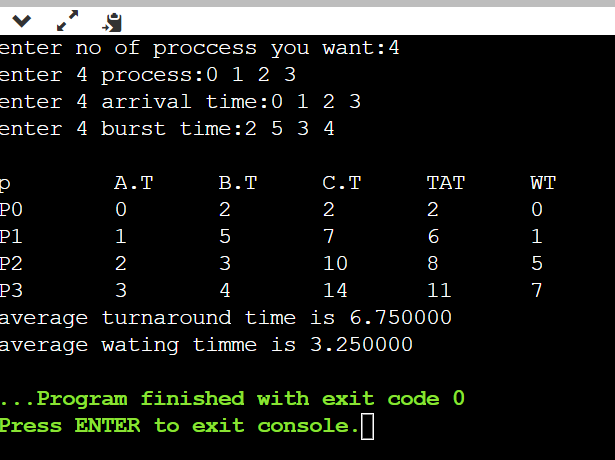 enter no of proccess you want:4
enter 4 process:0 1 2 3
enter 4 arrival time:0 1 2 3
enter 4 burst time:2 5 3 4
p A.T B.T C.T TAT WT
P0 0 2 2 2 0
P1 1 5 7 6 1
P2 2 3 10 8 5
P3 3 4 14 11 7
average turnaround time is 6.750000
average wating timme is 3.250000
...Program finished with exit code 0
Press ENTER to exit console.